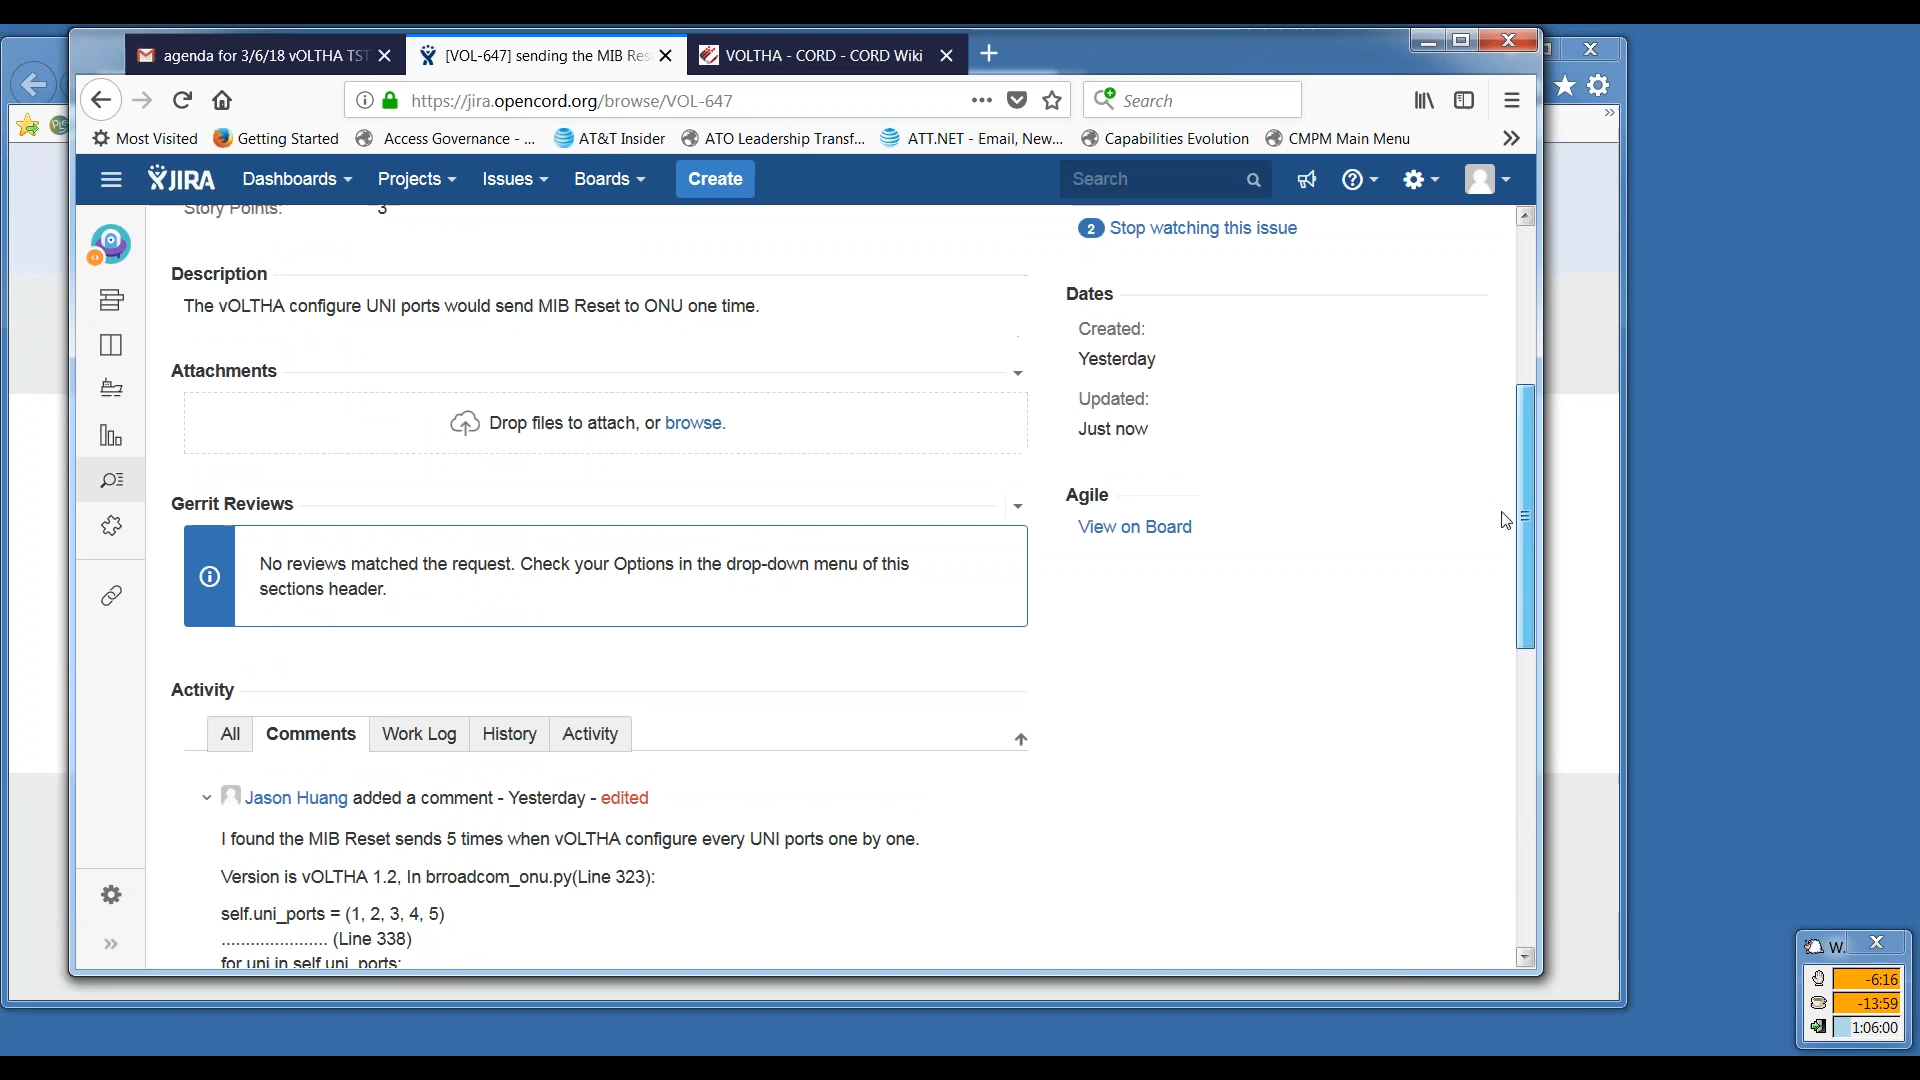 agenda for 3/6/18 vOLTHA TST
[VOL-647] sending the MIB Res
VOLTHA - CORD - CORD Wiki
https://jira.opencord.org/browse/VOL-647
Search
Most Visited
Getting Started
Access Governance - ...
AT&T Insider
ATO Leadership Transf...
ATT.NET - Email, New...
Capabilities Evolution
CMPM Main Menu
JIRA
Dashboards
Projects
Issues
Boards
Create
Search
Story Points:
3
2 Stop watching this issue
Description
The vOLTHA configure UNI ports would send MIB Reset to ONU one time.
Dates
Created:
Yesterday
Updated:
Just now
Attachments
Drop files to attach, or browse.
Agile
View on Board
Gerrit Reviews
No reviews matched the request. Check your Options in the drop-down menu of this
sections header.
Activity
All
Comments
Work Log
History
Activity
Jason Huang added a comment - Yesterday - edited
I found the MIB Reset sends 5 times when vOLTHA configure every UNI ports one by one.
Version is vOLTHA 1.2, In brroadcom_onu.py(Line 323):
self.uni_ports = (1, 2, 3, 4, 5)
...................... (Line 338)
for uni in self.uni_ports:
W.
-6:16
-13:59
1:06:00